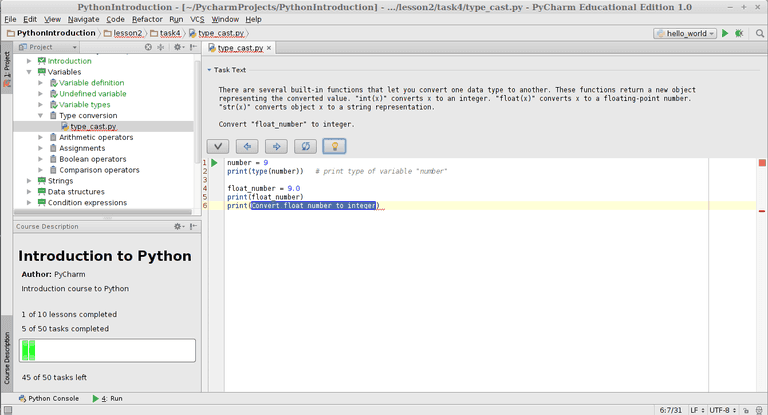 PythonIntroduction - [~/PycharmProjects/PythonIntroduction] - .../lesson2/task4/type_cast.py - PyCharm Educational Edition 1.0
File Edit View Navigate Code Refactor Run VCS Window Help
PythonIntroduction lesson2 task4 type_cast.py hello_world
Project
type_cast.py
1: Project
Introduction
Variables
Variable definition
Undefined variable
Variable types
Type conversion
type_cast.py
Arithmetic operators
Assignments
Boolean operators
Comparison operators
Strings
Data structures
Condition expressions
Task Text
There are several built-in functions that let you convert one data type to another. These functions return a new object
representing the converted value. "int(x)" converts x to an integer. "float(x)" converts x to a floating-point number.
"str(x)" converts object x to a string representation.
Convert "float_number" to integer.
1 number = 9
2 print(type(number)) # print type of variable "number"
3
4 float_number = 9.0
5 print(float_number)
6 print(Convert float number to integer)
Course Description
Course Description
Introduction to Python
Author: PyCharm
Introduction course to Python
1 of 10 lessons completed
5 of 50 tasks completed
45 of 50 tasks left
Python Console 4: Run
6:7/31 LF UTF-8